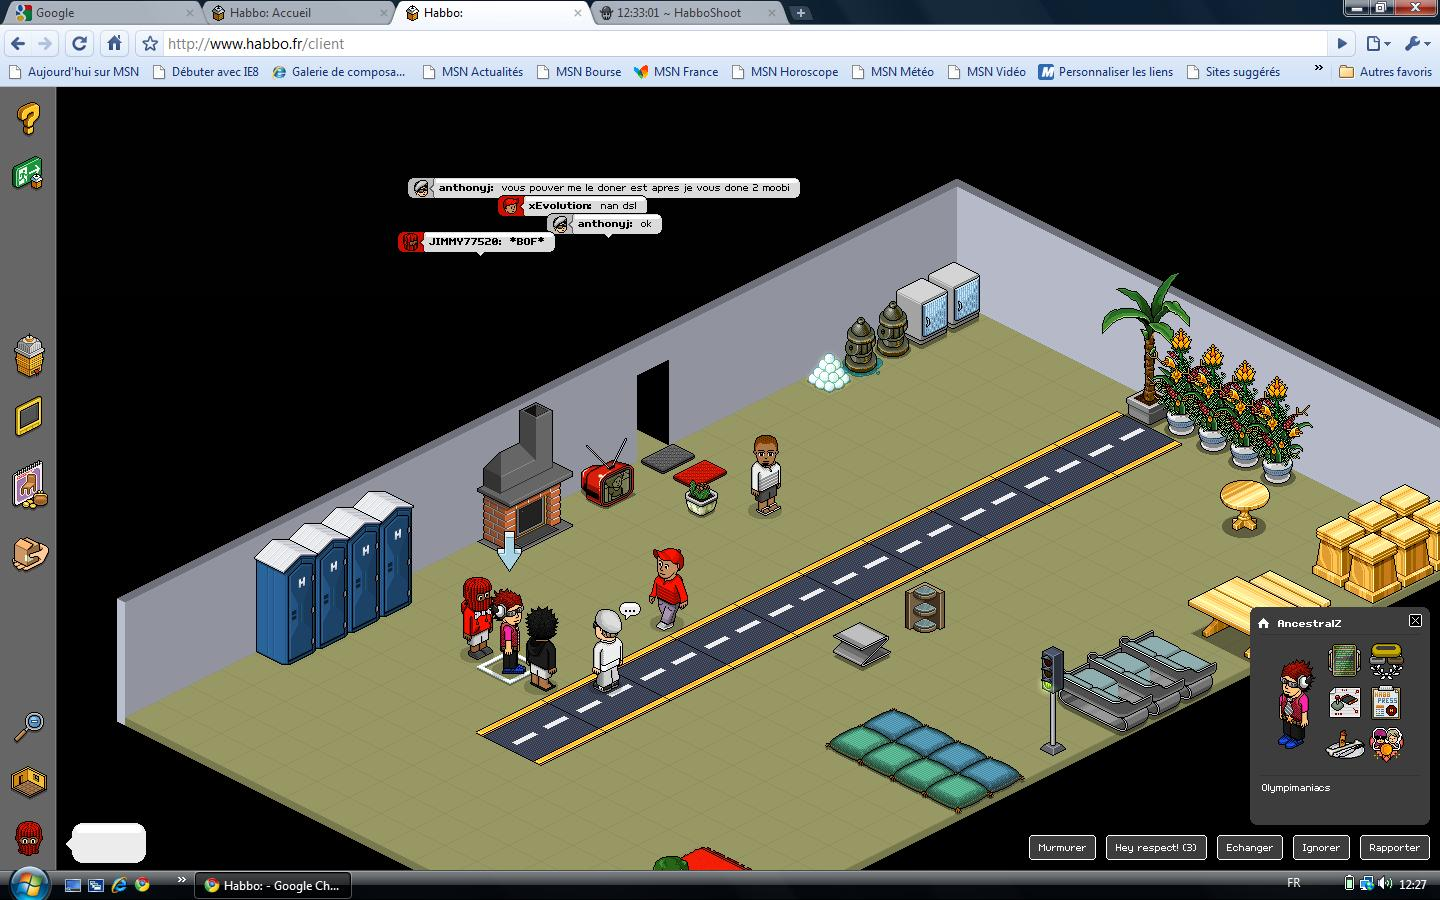 Google
Habbo: Accueil
Habbo:
12:33:01 ~ HabboShoot
http://www.habbo.fr/client
Aujourd'hui sur MSN
Débuter avec IE8
Galerie de composa...
MSN Actualités
MSN Bourse
MSN France
MSN Horoscope
MSN Météo
MSN Vidéo
Personnaliser les liens
Sites suggérés
»
Autres favoris
anthonyj: vous pouver me le doner est apres je vous done 2 moobi
xEvolution: nan dsl
anthonyj: ok
JIMMY77520: *BOF*
H
H
H
H
...
AncestralZ
Olympimaniacs
Murmurer
Hey respect! (3)
Echanger
Ignorer
Rapporter
»
Habbo: - Google Ch...
FR
12:27